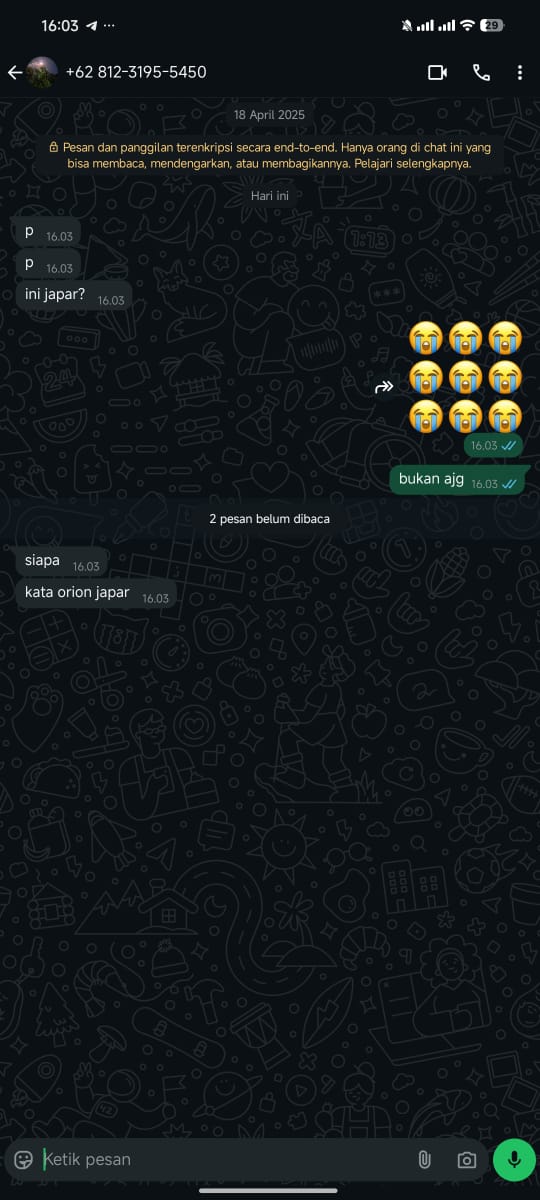 16:03 ...
29
+62 812-3195-5450
18 April 2025
Pesan dan panggilan terenkripsi secara end-to-end. Hanya orang di chat ini yang
bisa membaca, mendengarkan, atau membagikannya. Pelajari selengkapnya.
Hari ini
p 16.03
p 16.03
ini japar? 16.03
😭😭😭
😭😭😭
😭😭😭
16.03
bukan ajg 16.03
2 pesan belum dibaca
siapa 16.03
kata orion japar 16.03
Ketik pesan